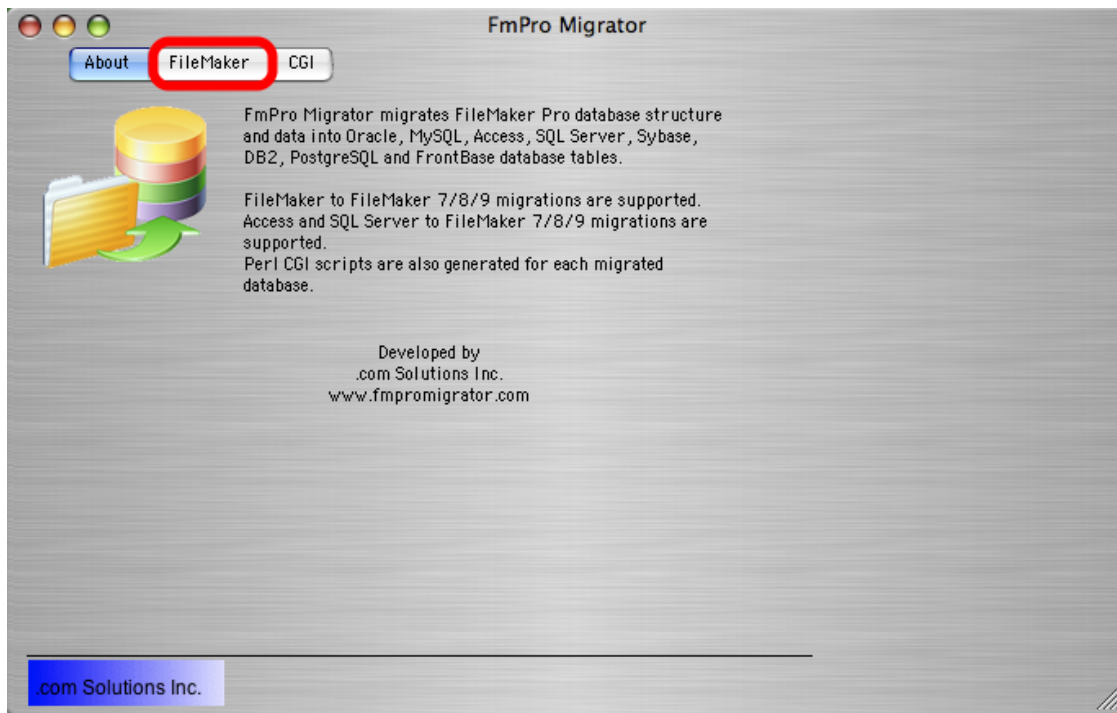 FmPro Migrator
About FileMaker CGI
FmPro Migrator migrates FileMaker Pro database structure
and data into Oracle, MySQL, Access, SQL Server, Sybase,
DB2, PostgreSQL and FrontBase database tables.
FileMaker to FileMaker 7/8/9 migrations are supported.
Access and SQL Server to FileMaker 7/8/9 migrations are
supported.
Perl CGI scripts are also generated for each migrated
database.
Developed by
.com Solutions Inc.
www.fmpromigrator.com
.com Solutions Inc.